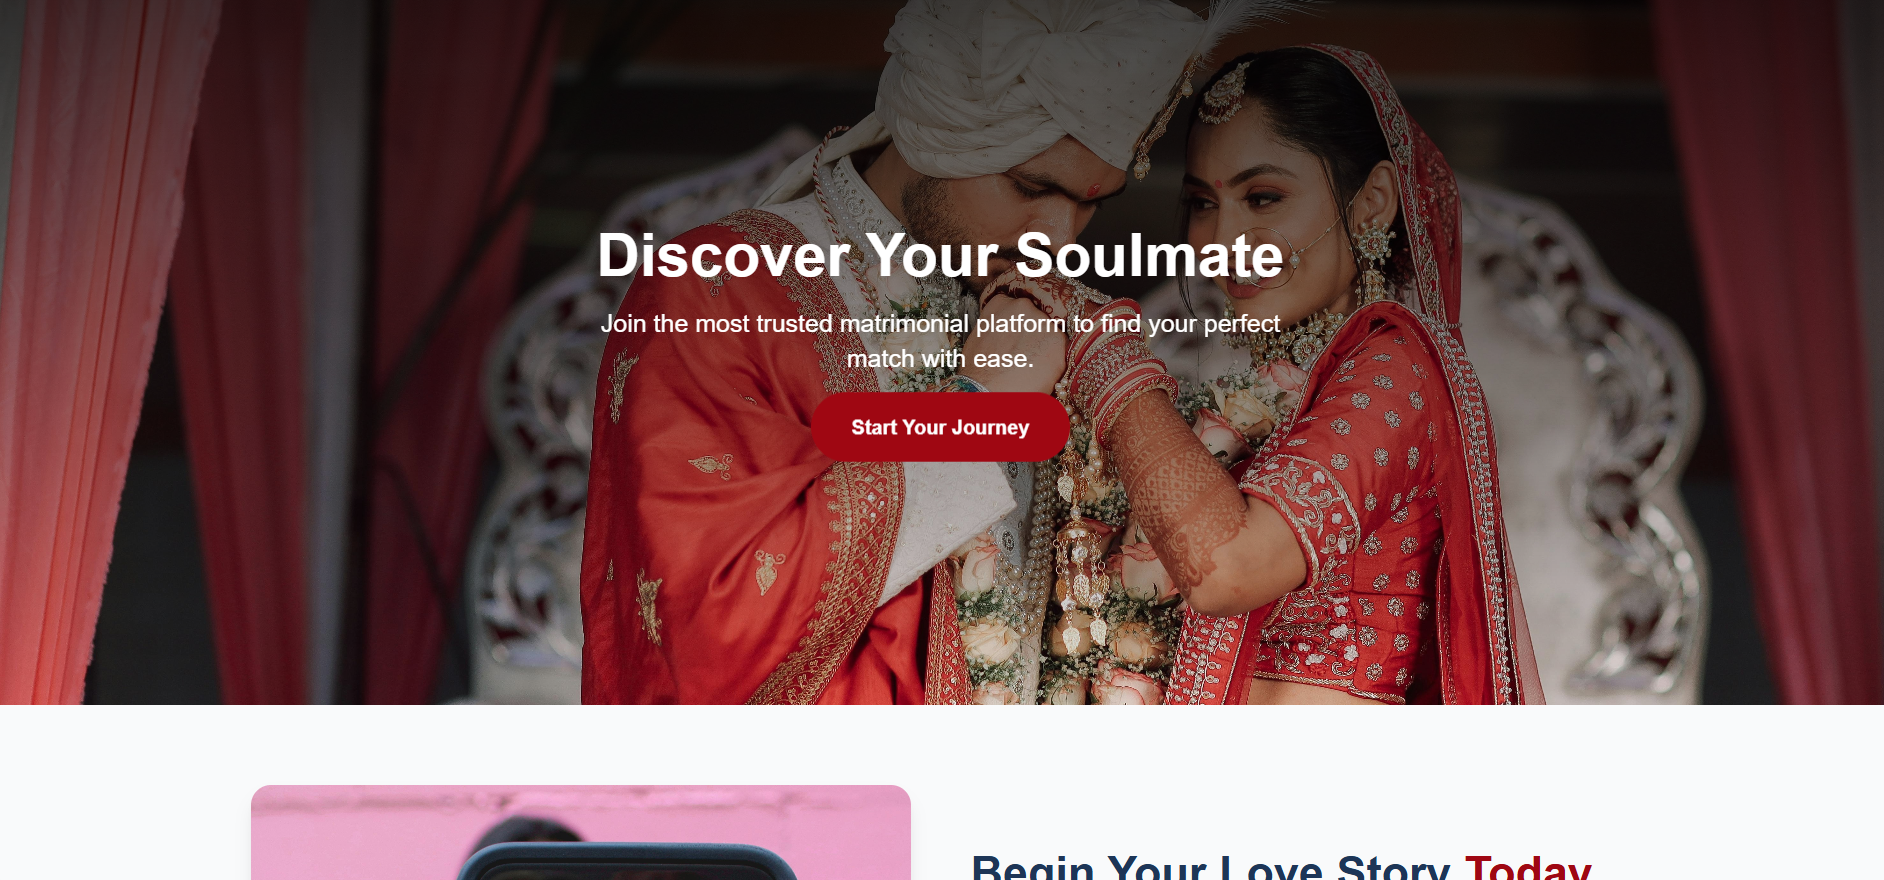 Discover Your Soulmate
Join the most trusted matrimonial platform to find your perfect
match with ease.
Start Your Journey
Begin Your Love Story Today